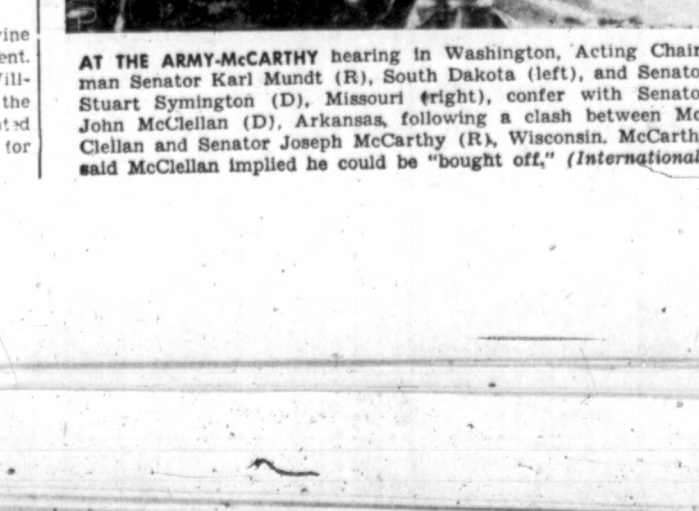 ent.
the
for
AT THE ARMY-McCARTHY hearing in Washington, Acting Chair
man Senator Karl Mundt (R), South Dakota (left), and Senato
Stuart Symington (D), Missouri (right), confer with Senato
John McClellan (D), Arkansas, following a clash between Mc
Clellan and Senator Joseph McCarthy (R), Wisconsin. McCarth
said McClellan implied he could be "bought off." (International